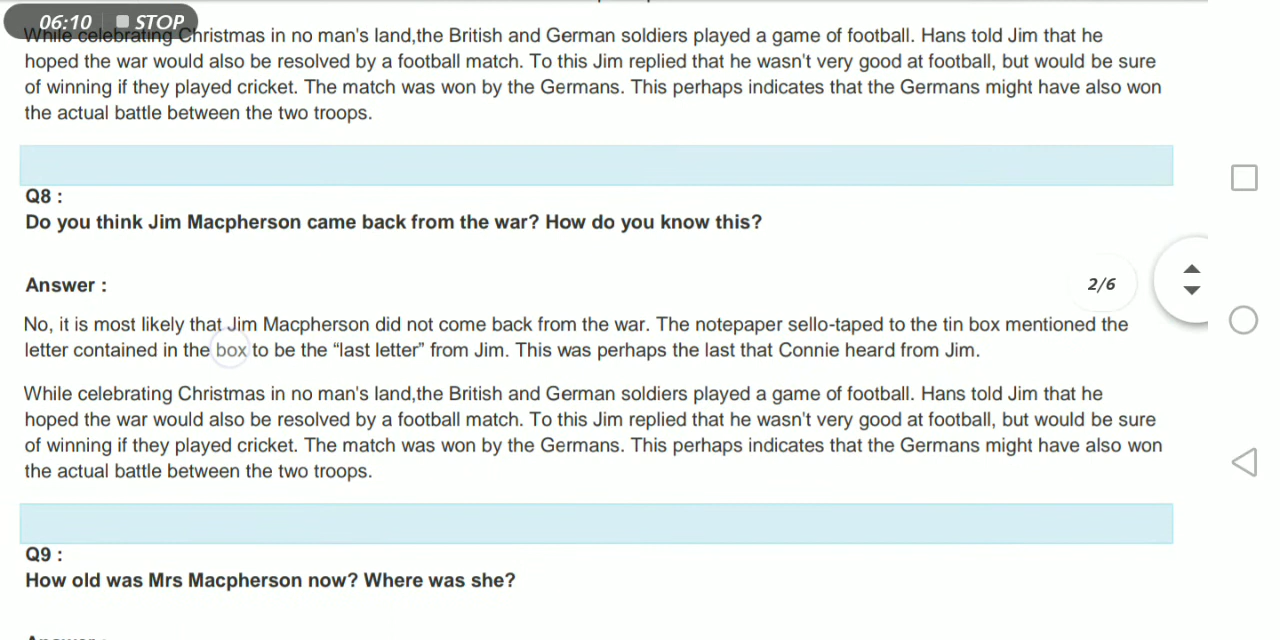 06:10 STOP
While celebrating Christmas in no man's land,the British and German soldiers played a game of football. Hans told Jim that he
hoped the war would also be resolved by a football match. To this Jim replied that he wasn't very good at football, but would be sure
of winning if they played cricket. The match was won by the Germans. This perhaps indicates that the Germans might have also won
the actual battle between the two troops.
Q8 :
Do you think Jim Macpherson came back from the war? How do you know this?
Answer :
2/6
No, it is most likely that Jim Macpherson did not come back from the war. The notepaper sello-taped to the tin box mentioned the
letter contained in the box to be the “last letter” from Jim. This was perhaps the last that Connie heard from Jim.
While celebrating Christmas in no man's land,the British and German soldiers played a game of football. Hans told Jim that he
hoped the war would also be resolved by a football match. To this Jim replied that he wasn't very good at football, but would be sure
of winning if they played cricket. The match was won by the Germans. This perhaps indicates that the Germans might have also won
the actual battle between the two troops.
Q9 :
How old was Mrs Macpherson now? Where was she?